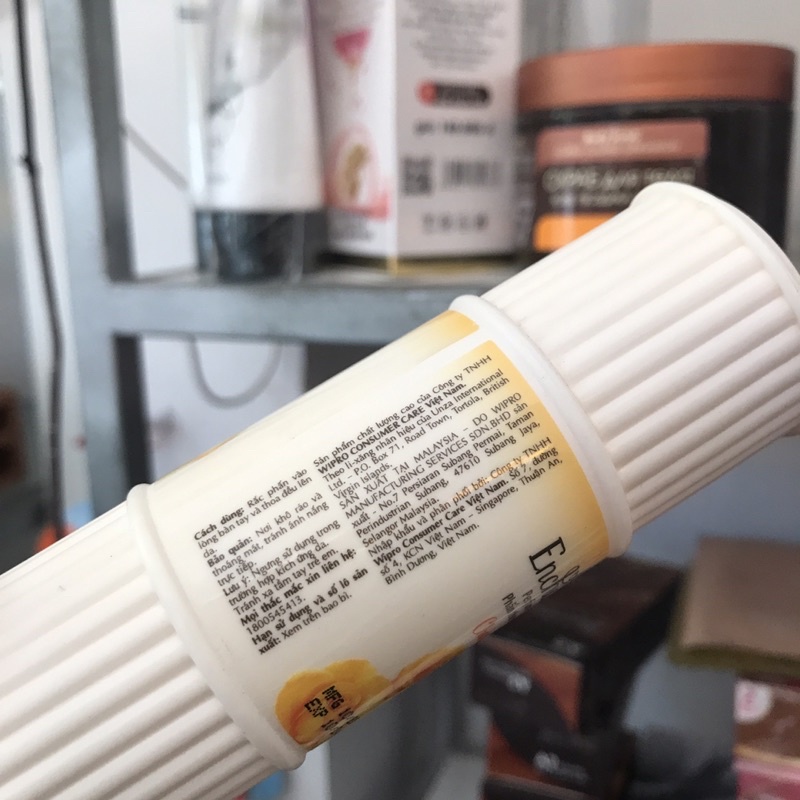 Cách dùng: Rắc phấn vào
lòng bàn tay và thoa đều lên
da.
Bảo quản: Nơi khô ráo và
thoáng mát, tránh ánh nắng
trực tiếp.
Lưu ý: Ngưng sử dụng trong
trường hợp kích ứng da.
Tránh xa tầm tay trẻ em.
Mọi thắc mắc xin liên hệ:
1800545413.
Hạn sử dụng và số lô sản
xuất: Xem trên bao bì.
Sản phẩm chất lượng cao của Công ty TNHH
WIPRO CONSUMER CARE Việt Nam.
Theo li-xăng nhãn hiệu của Unza International
Ltd. - P.O. Box 71, Road Town, Tortola, British
Virgin Islands.
SẢN XUẤT TẠI MALAYSIA - DO WIPRO
MANUFACTURING SERVICES SDN.BHD sản
xuất - No.7 Persiaran Subang Permai, Taman
Perindustrian Subang, 47610 Subang Jaya,
Selangor Malaysia.
Nhập khẩu và phân phối bởi: Công ty TNHH
Wipro Consumer Care Việt Nam. Số 7, đường
số 4, KCN Việt Nam - Singapore, Thuận An,
Bình Dương, Việt Nam.
MFG
EXP